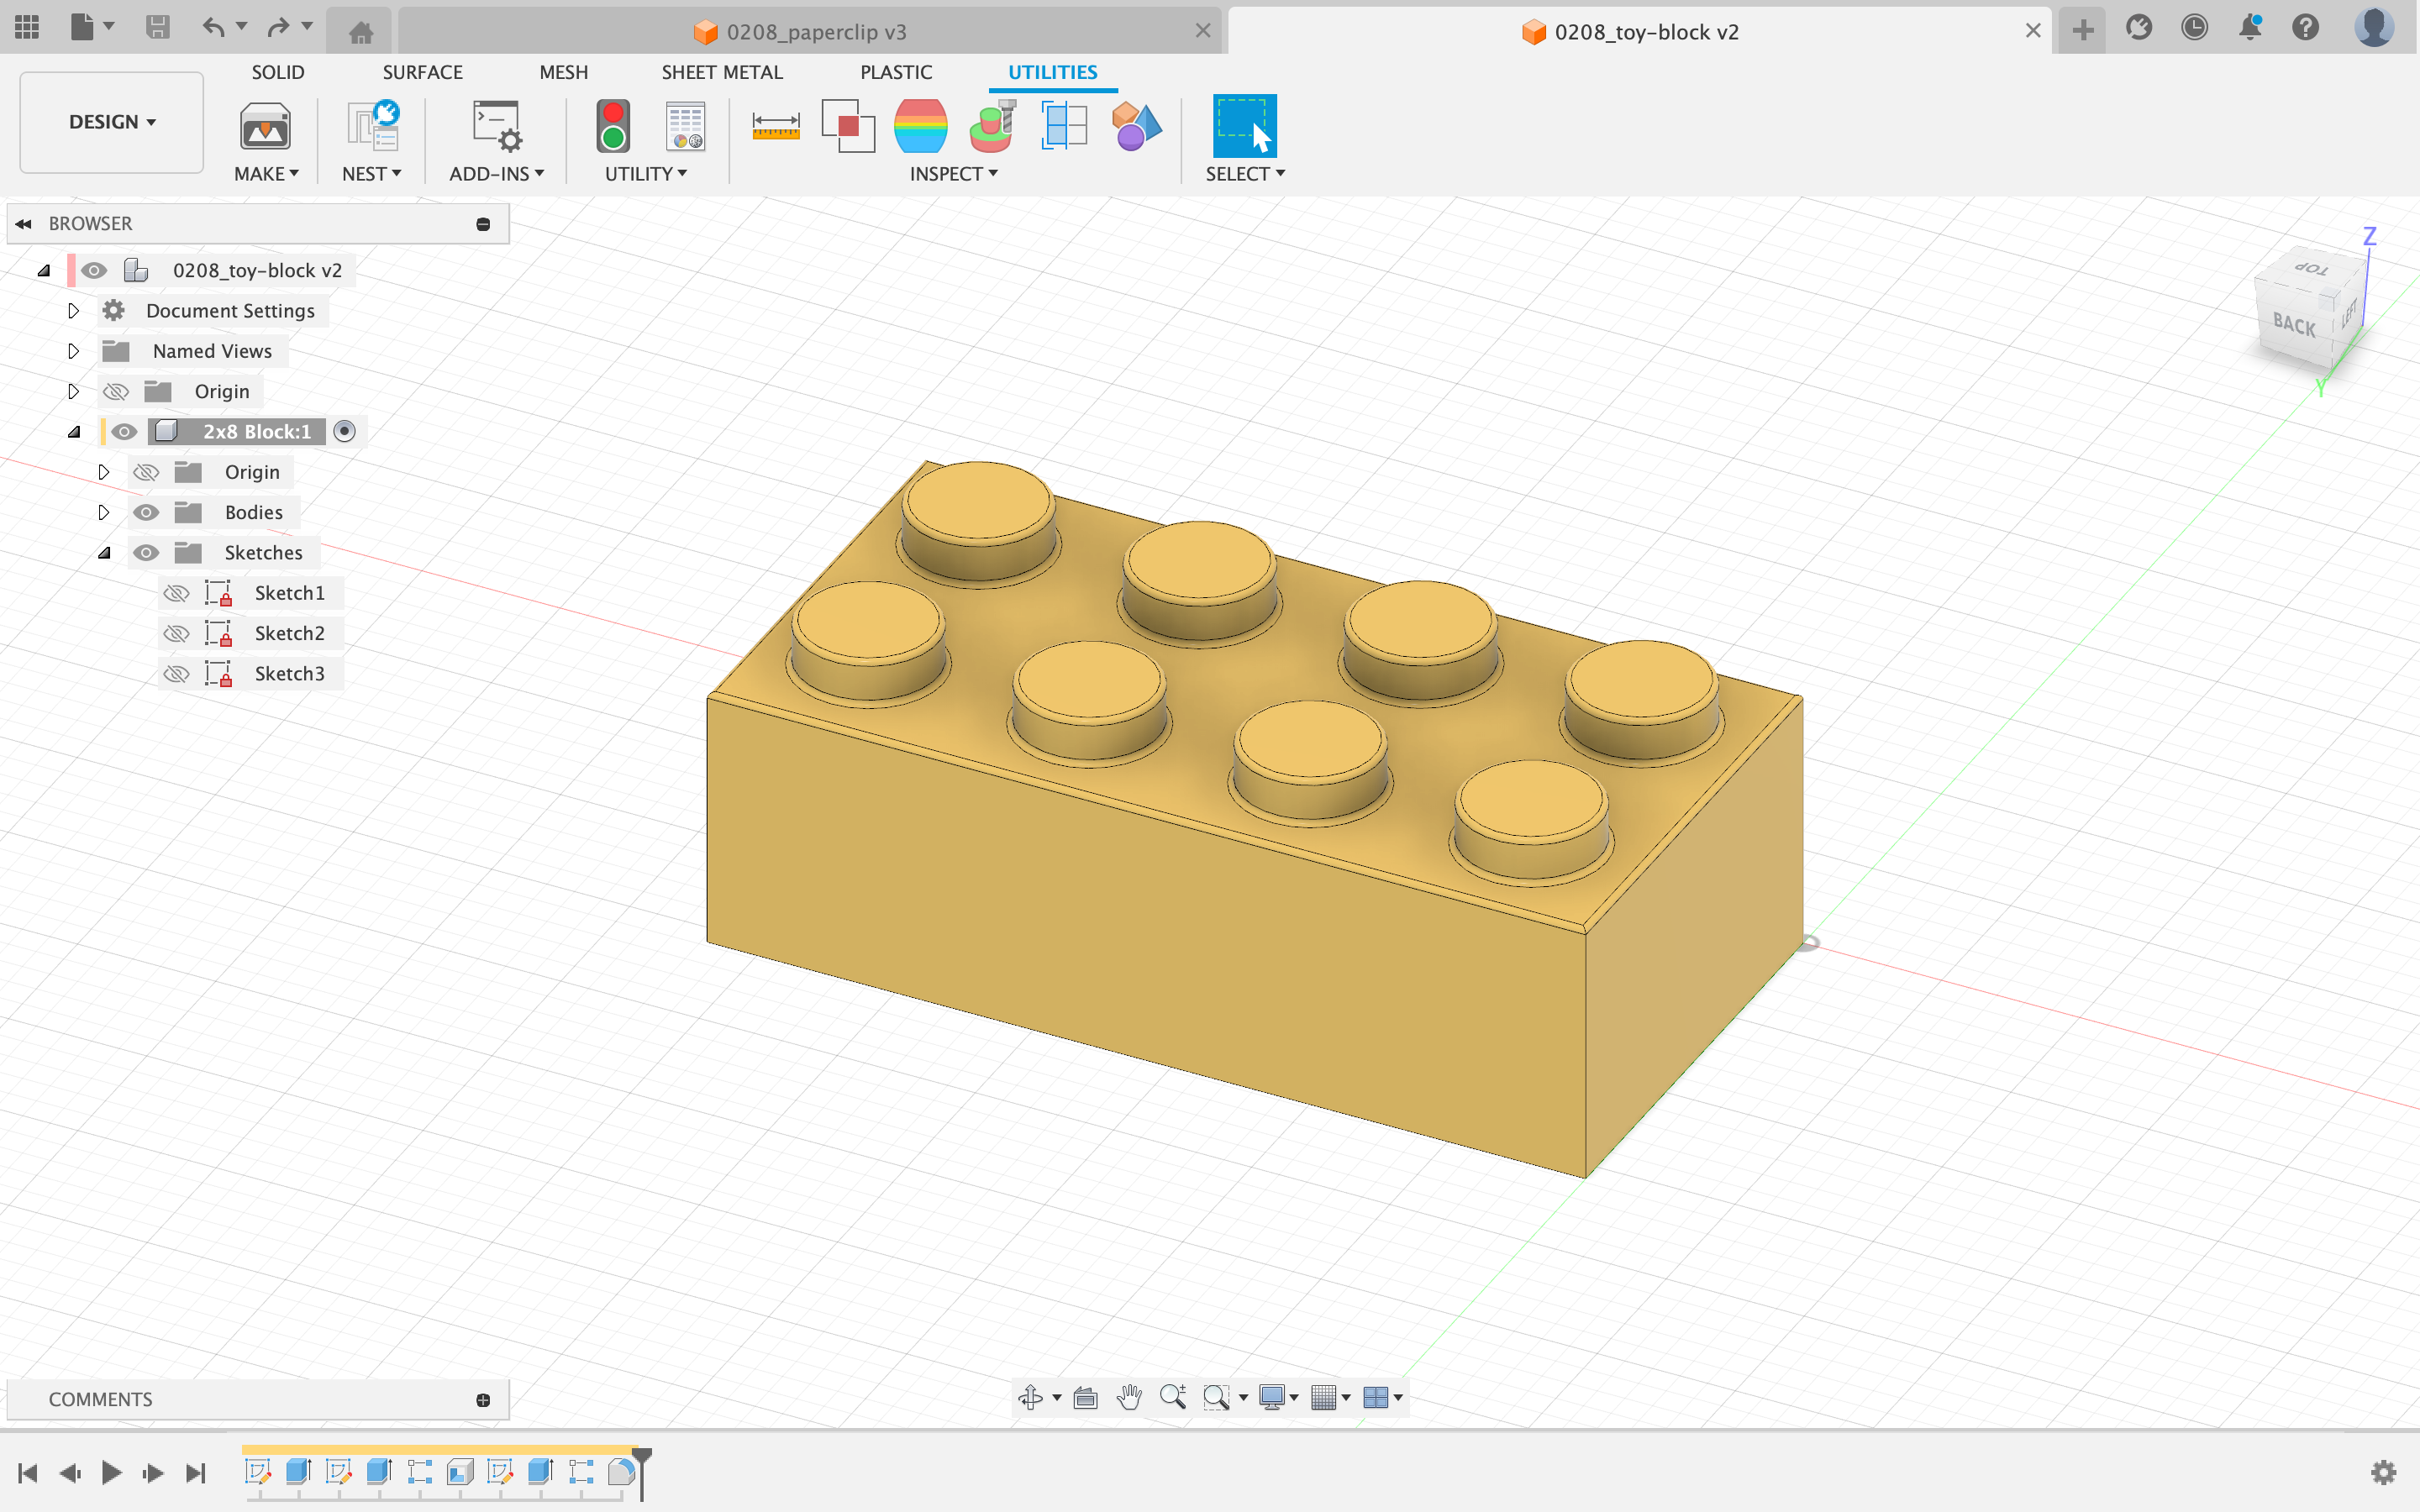 0208_paperclip v3
0208_toy-block v2
SOLID SURFACE MESH SHEET METAL PLASTIC UTILITIES
DESIGN
MAKE NEST ADD-INS UTILITY INSPECT SELECT
BROWSER
0208_toy-block v2
Document Settings
Named Views
Origin
2x8 Block:1
Origin
Bodies
Sketches
Sketch1
Sketch2
Sketch3
Z
TOP
BACK
LEFT
Y
COMMENTS